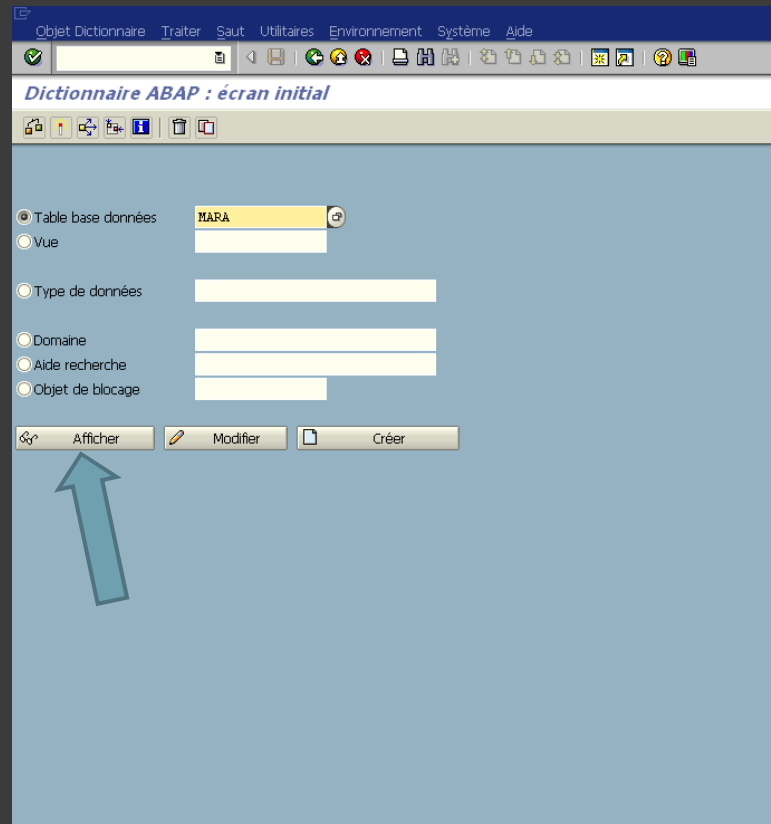 Objet Dictionnaire Traiter Saut Utilitaires Environnement Système Aide
Dictionnaire ABAP : écran initial
Table base données MARA
Vue
Type de données
Domaine
Aide recherche
Objet de blocage
Afficher Modifier Créer